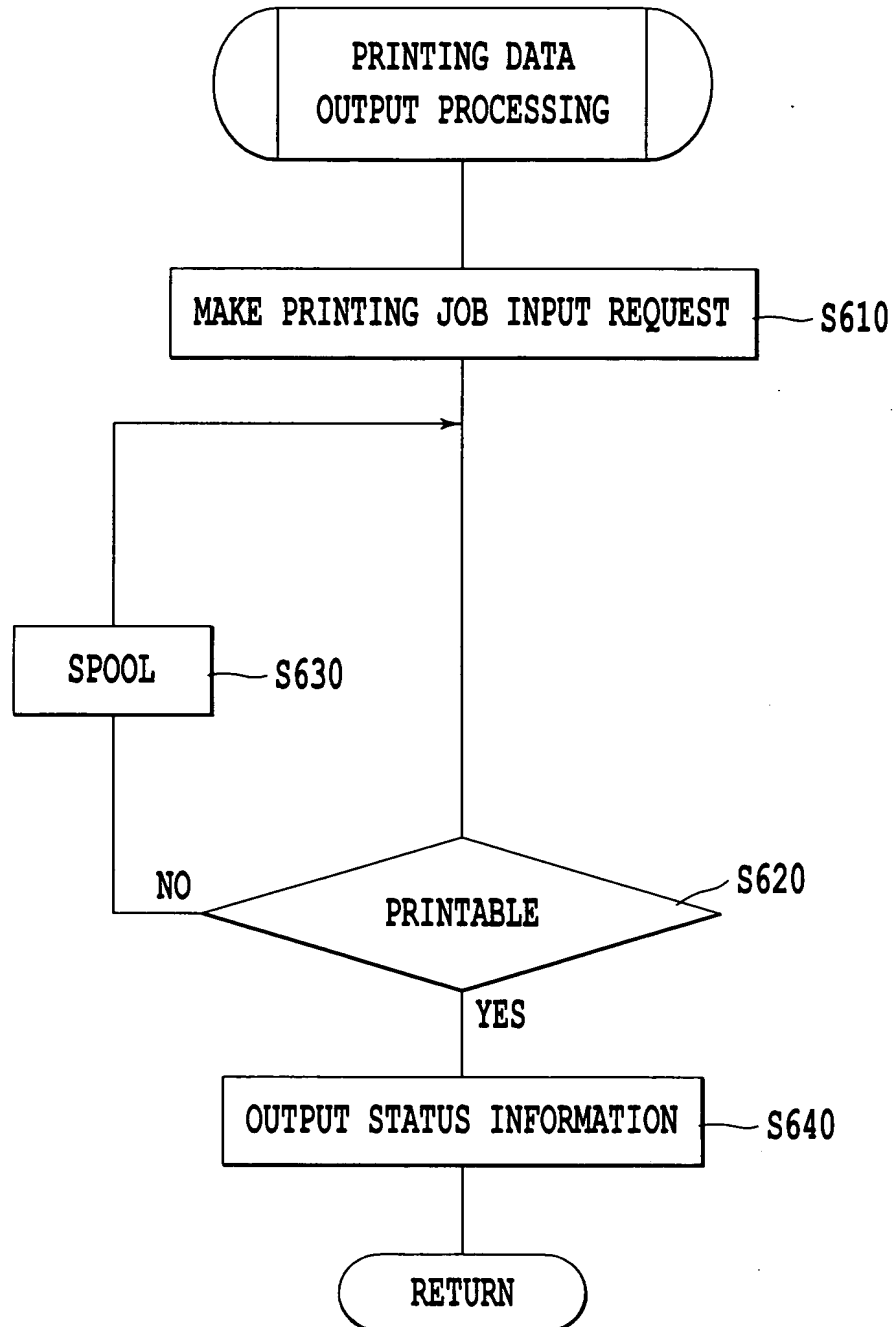 PRINTING DATA
OUTPUT PROCESSING
MAKE PRINTING JOB INPUT REQUEST
S610
SPOOL
S630
NO
PRINTABLE
S620
YES
OUTPUT STATUS INFORMATION
S640
RETURN